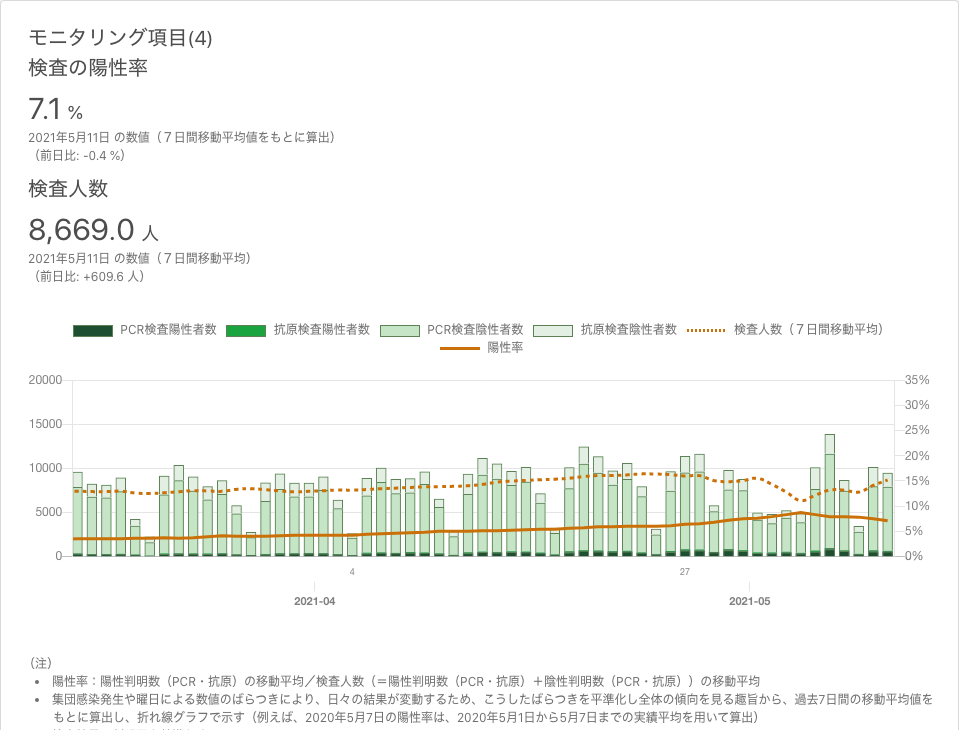 モニタリング項目(4)
検査の陽性率
7.1 %
2021年5月11日 の数値（７日間移動平均値をもとに算出）
（前日比: -0.4 %）
検査人数
8,669.0 人
2021年5月11日 の数値（７日間移動平均）
（前日比: +609.6 人）
PCR検査陽性者数 抗原検査陽性者数 PCR検査陰性者数 抗原検査陰性者数 検査人数（７日間移動平均）
陽性率
20000 35%
30%
15000 25%
20%
10000 15%
5000 10%
5%
0 0%
4 27
2021-04 2021-05
（注）
• 陽性率：陽性判明数（PCR・抗原）の移動平均／検査人数（＝陽性判明数（PCR・抗原）＋陰性判明数（PCR・抗原））の移動平均
• 集団感染発生や曜日による数値のばらつきにより、日々の結果が変動するため、こうしたばらつきを平準化し全体の傾向を見る趣旨から、過去7日間の移動平均値を
もとに算出し、折れ線グラフで示す（例えば、2020年5月7日の陽性率は、2020年5月1日から5月7日までの実績平均を用いて算出）